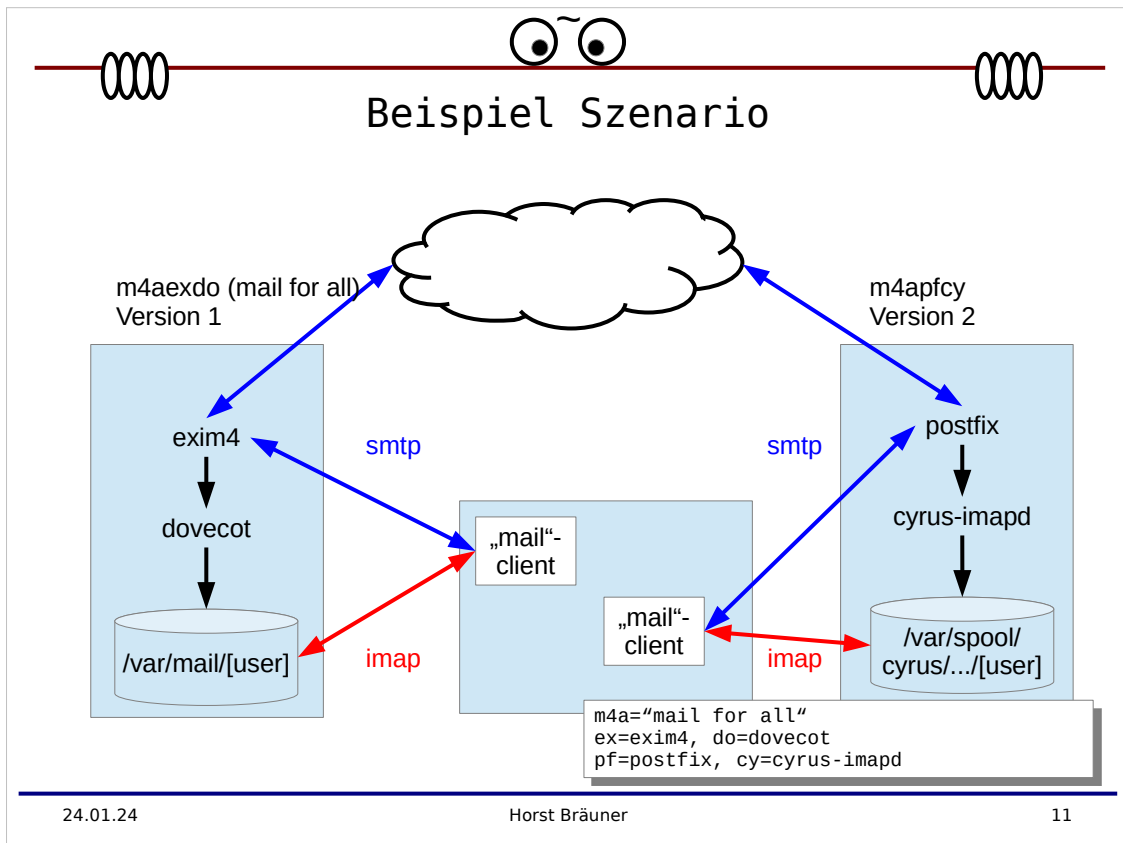 ~
Beispiel Szenario
m4aexdo (mail for all)
Version 1
m4apfcy
Version 2
exim4
smtp
smtp
postfix
dovecot
cyrus-imapd
„mail“-
client
„mail“-
client
/var/mail/[user]
imap
imap
/var/spool/
cyrus/.../[user]
m4a=“mail for all“
ex=exim4, do=dovecot
pf=postfix, cy=cyrus-imapd
24.01.24
Horst Bräuner
11